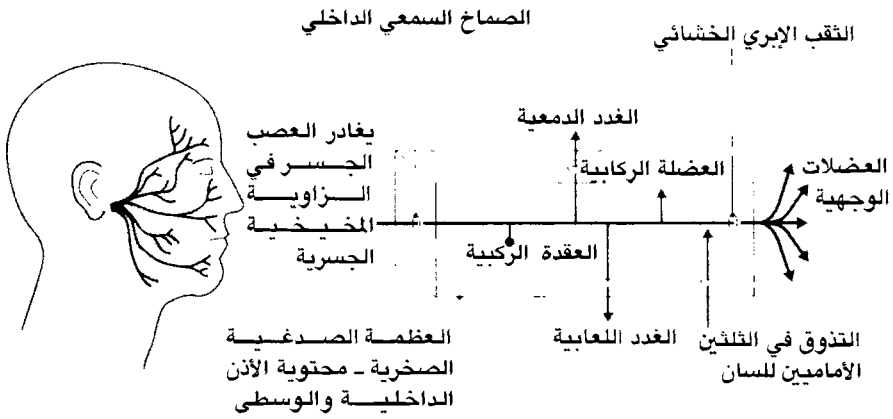 الصماخ السمعي الداخلي
الثقب الإبري الخشائي
يغادر العصب
الجسر في
الزاوية
المخيخية
الجسرية
الغدد الدمعية
العضلة الركابية
العضلات
الوجهية
العقدة الركبية
العظمة الصدغية
الصخرية - محتوية الأذن
الداخلية والوسطى
الغدد اللعابية
التذوق في الثلثين
الأماميين للسان